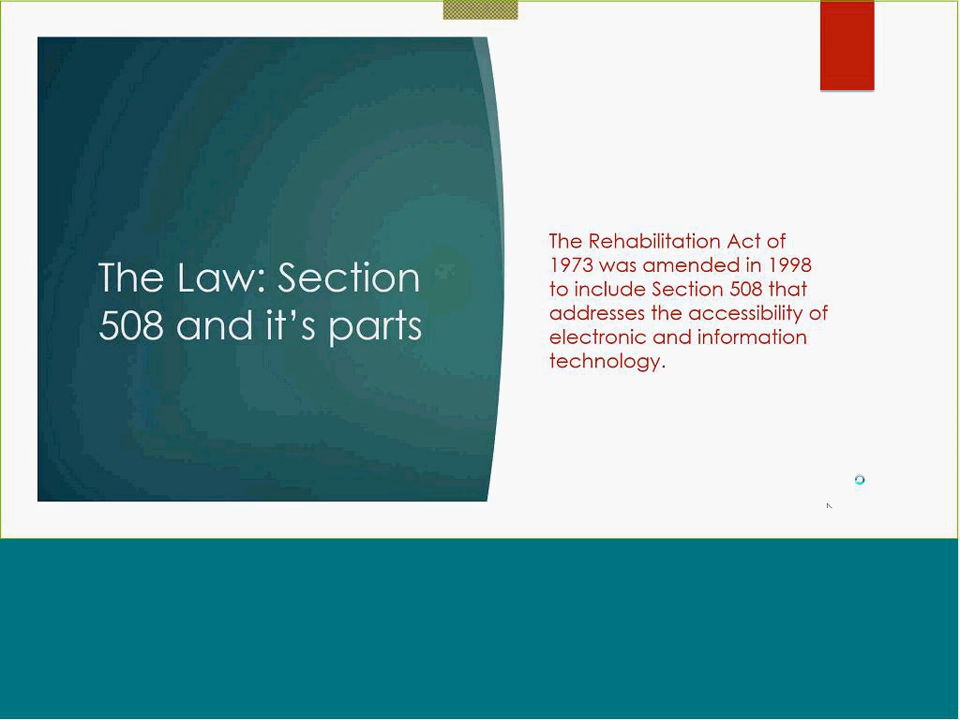 The Law: Section
508 and it’s parts
The Rehabilitation Act of
1973 was amended in 1998
to include Section 508 that
addresses the accessibility of
electronic and information
technology.